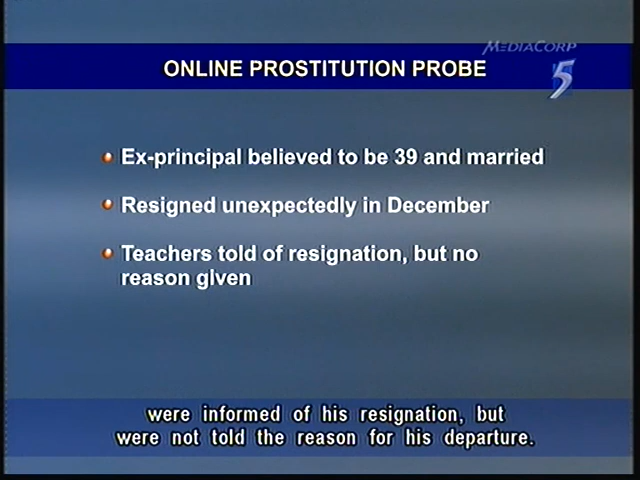 MEDIACORP
5
ONLINE PROSTITUTION PROBE
Ex-principal believed to be 39 and married
Resigned unexpectedly in December
Teachers told of resignation, but no
reason given
were informed of his resignation, but
were not told the reason for his departure.